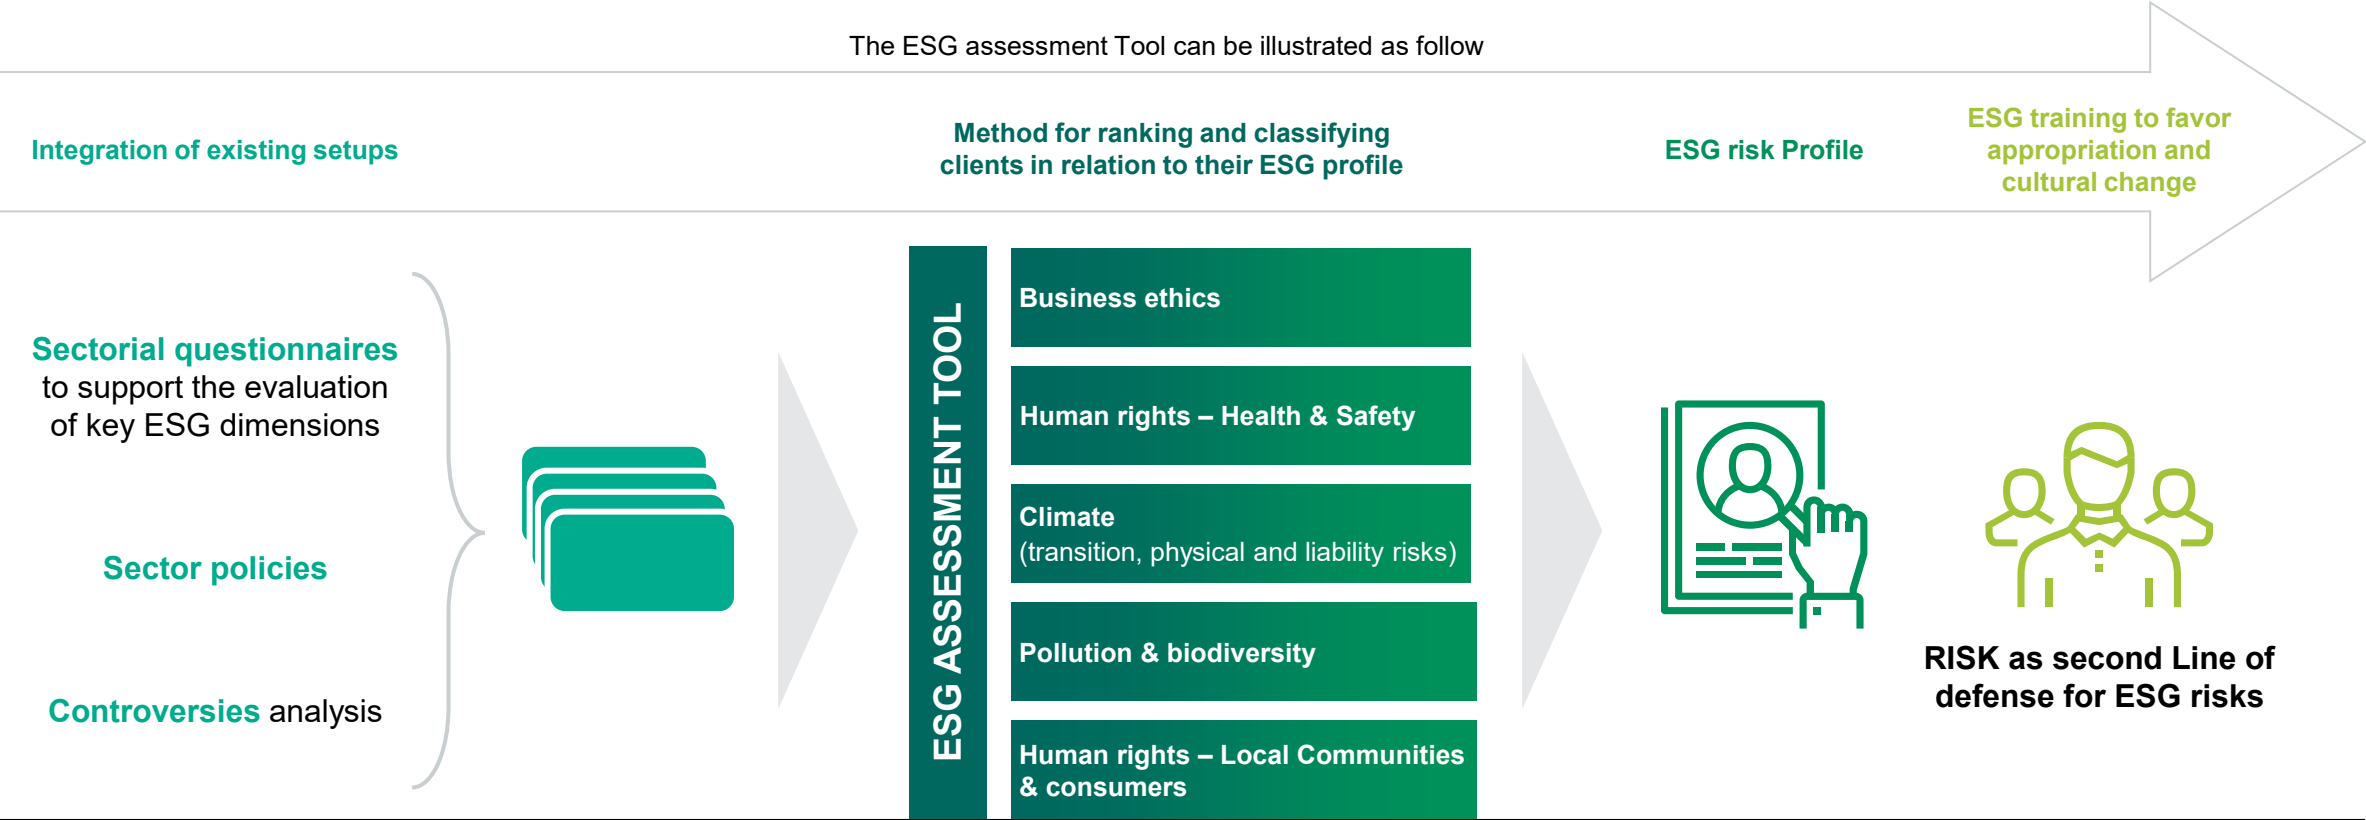 The ESG assessment Tool can be illustrated as follow
Integration of existing setups
Method for ranking and classifying
clients in relation to their ESG profile
ESG risk Profile
ESG training to favor
appropriation and
cultural change
Sectorial questionnaires
to support the evaluation
of key ESG dimensions
Sector policies
Controversies analysis
ESG ASSESSMENT TOOL
Business ethics
Human rights – Health & Safety
Climate
(transition, physical and liability risks)
Pollution & biodiversity
Human rights – Local Communities
& consumers
RISK as second Line of
defense for ESG risks